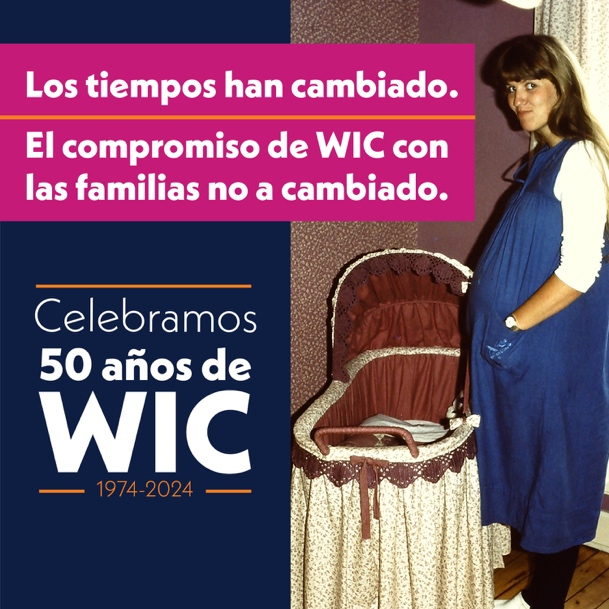 Los tiempos han cambiado.
El compromiso de WIC con
las familias no a cambiado.
Celebramos
50 años de
WIC
1974-2024